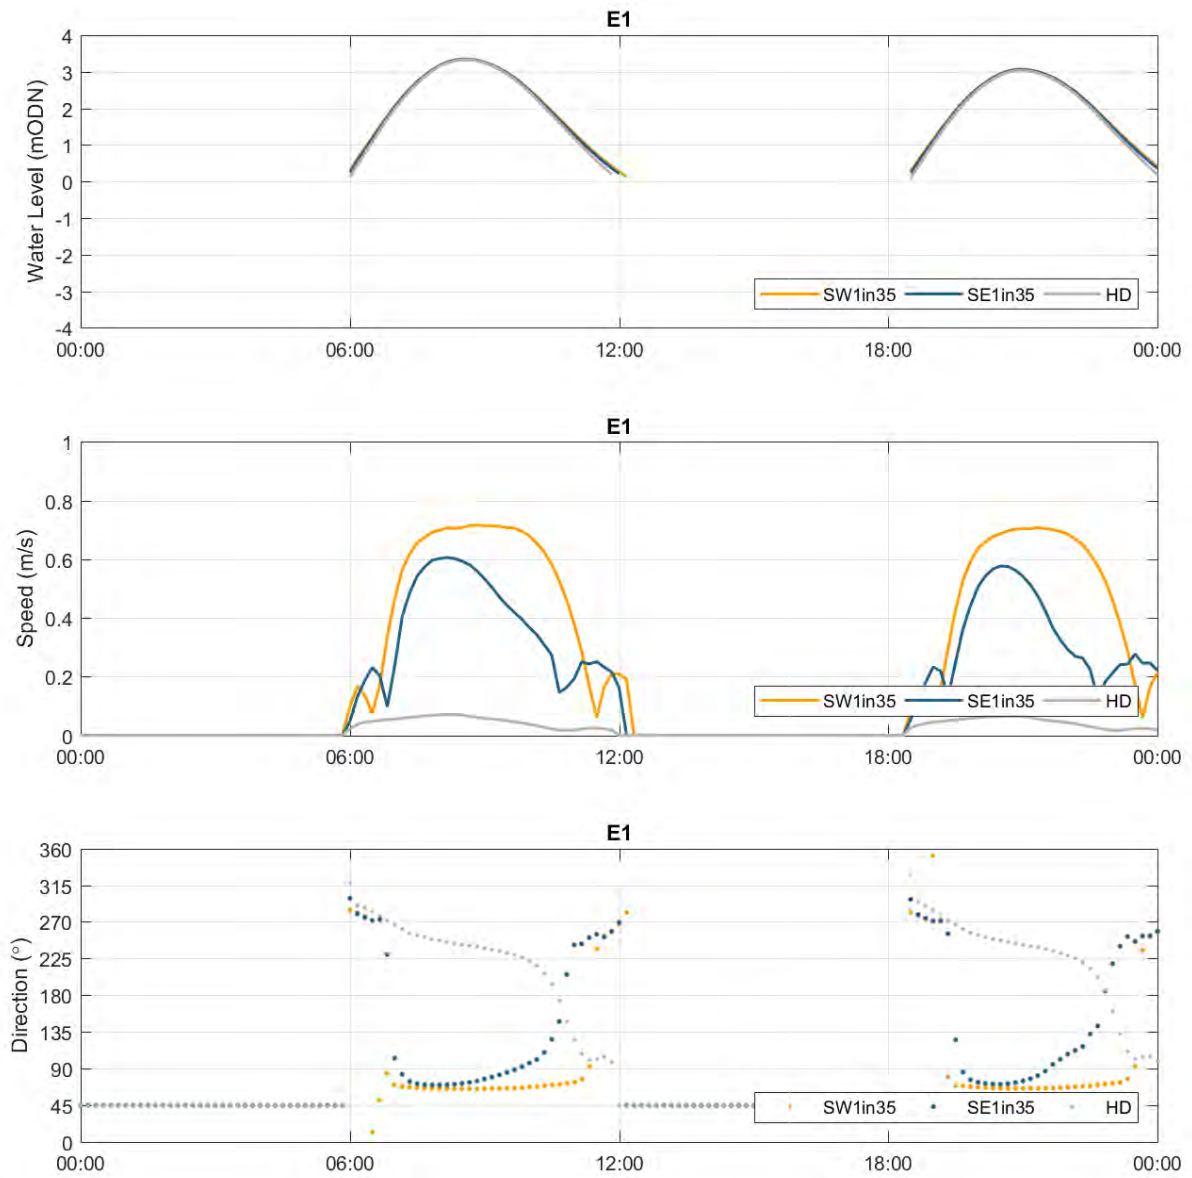 E1
Water Level (mODN)
4
3
2
1
0
-1
-2
-3
-4
SW1in35 SE1in35 HD
00:00 06:00 12:00 18:00 00:00
E1
Speed (m/s)
1
0.8
0.6
0.4
0.2
0
SW1in35 SE1in35 HD
00:00 06:00 12:00 18:00 00:00
E1
Direction (°)
360
315
270
225
180
135
90
45
0
SW1in35 SE1in35 HD
00:00 06:00 12:00 18:00 00:00